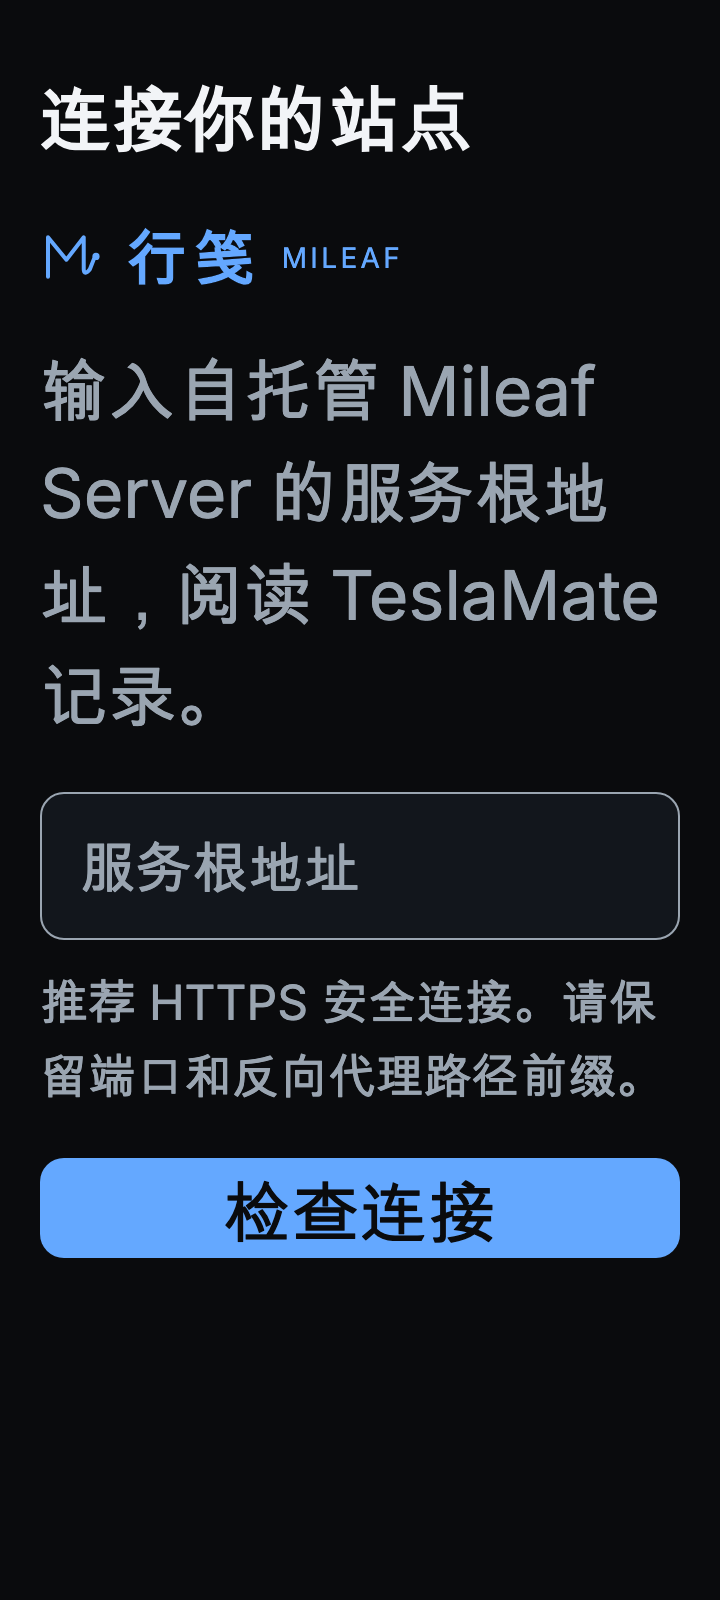 连接你的站点
行笺 MILEAF
输入自托管 Mileaf
Server 的服务根地
址，阅读 TeslaMate
记录。
服务根地址
推荐 HTTPS 安全连接。请保
留端口和反向代理路径前缀。
检查连接